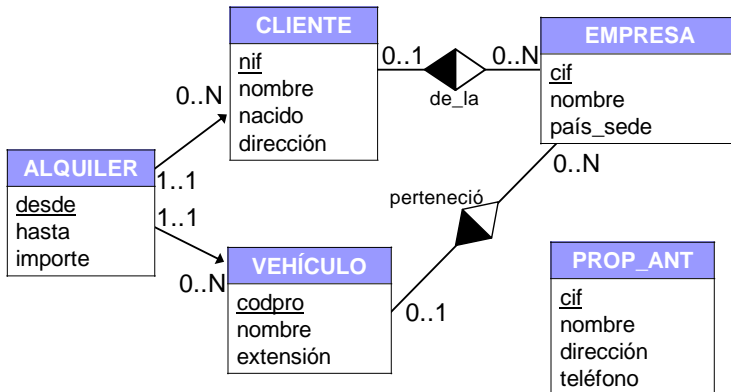 CLIENTE
nif
nombre
nacido
dirección
0..1
0..N
de_la
EMPRESA
cif
nombre
país_sede
0..N
0..N
ALQUILER
desde
hasta
importe
1..1
1..1
0..N
perteneció
VEHÍCULO
codpro
nombre
extensión
0..1
PROP_ANT
cif
nombre
dirección
teléfono